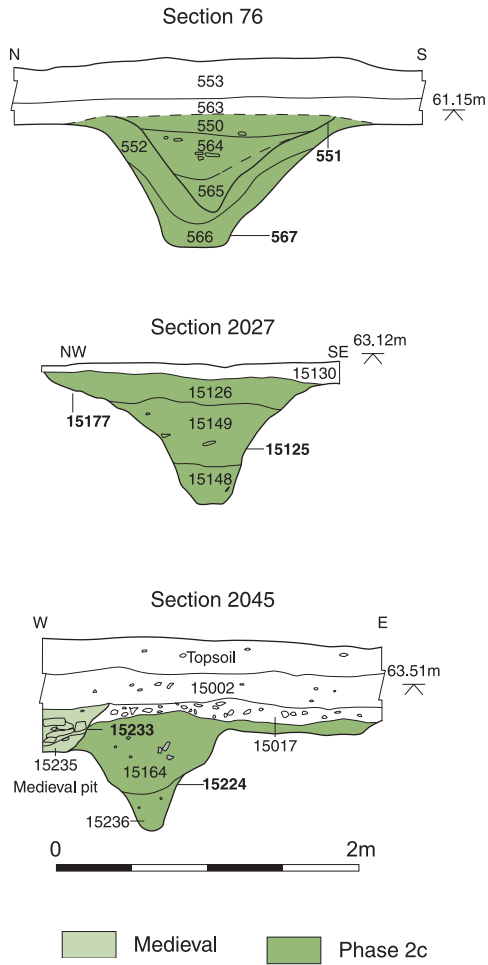 Section 76
N S
553
563
61.15m
550
552 564
551
565
566 567
Section 2027
NW SE 63.12m
15130
15126
15177 15149
15125
15148
Section 2045
W E
Topsoil
63.51m
15002
15233
15235 15017
15164
Medieval pit 15224
15236
0 2m
Medieval Phase 2c